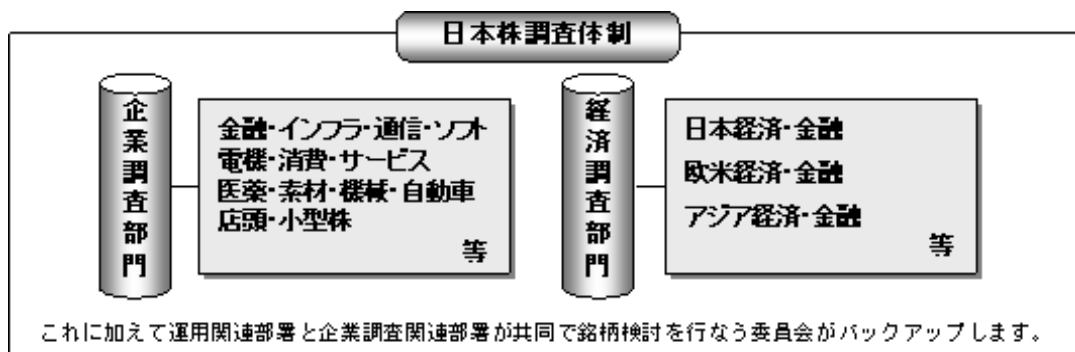 日本株調査体制
企業調査部門
金融・インフラ・通信・ソフト
電機・消費・サービス
医薬・素材・機械・自動車
店頭・小型株
等
経済調査部門
日本経済・金融
欧米経済・金融
アジア経済・金融
等
これに加えて運用関連部署と企業調査関連部署が共同で銘柄検討を行なう委員会がバックアップします。